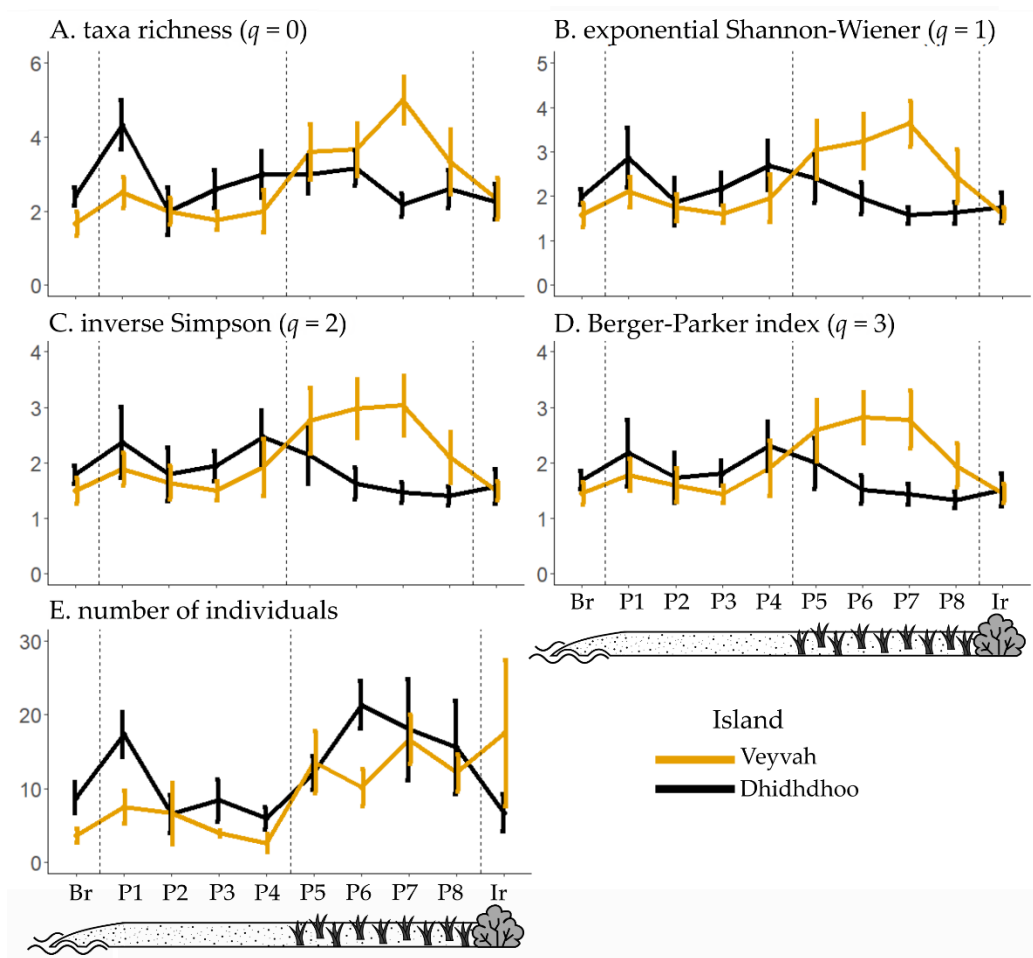 A. taxa richness (q = 0)
6
4
2
0
B. exponential Shannon-Wiener (q = 1)
5
4
3
2
1
0
C. inverse Simpson (q = 2)
4
3
2
1
0
D. Berger-Parker index (q = 3)
4
3
2
1
0
Br P1 P2 P3 P4 P5 P6 P7 P8 Ir
E. number of individuals
30
20
10
0
Br P1 P2 P3 P4 P5 P6 P7 P8 Ir
Island
Veyvah
Dhidhdhoo